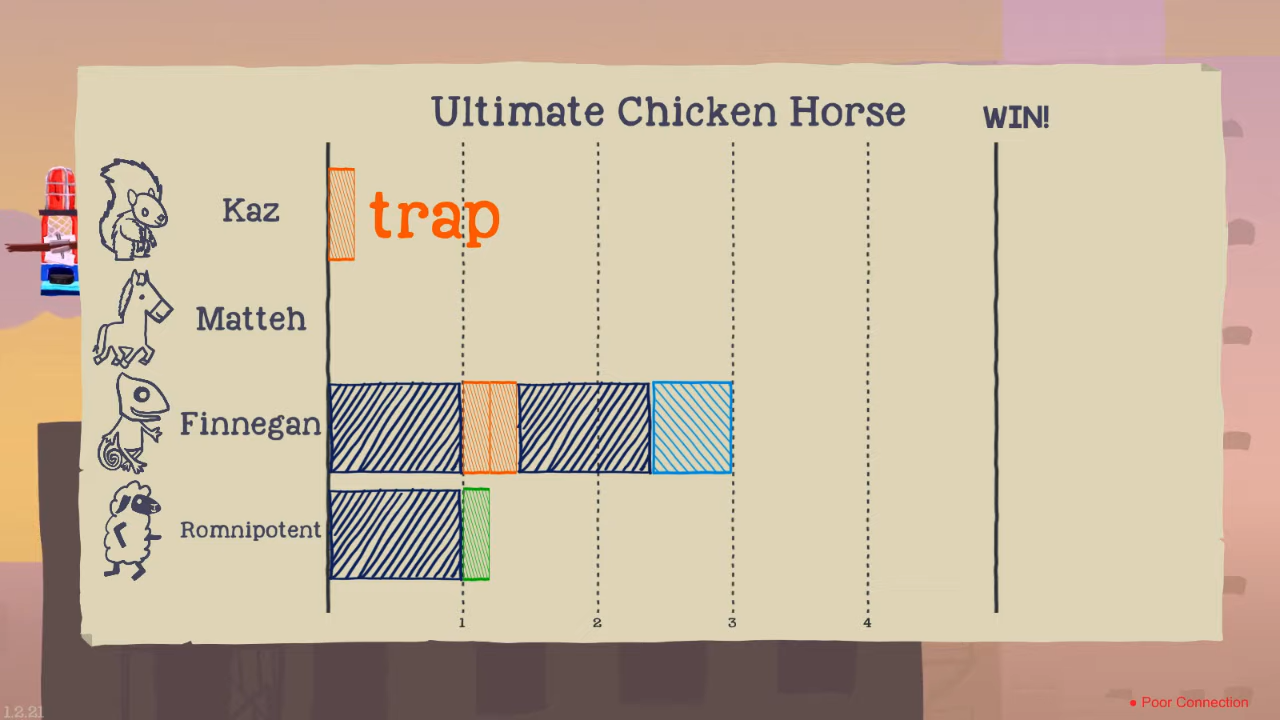 Ultimate Chicken Horse
WIN!
Kaz
trap
Matteh
Finnegan
Romnipotent
1 2 3 4
1.2.21
Poor Connection